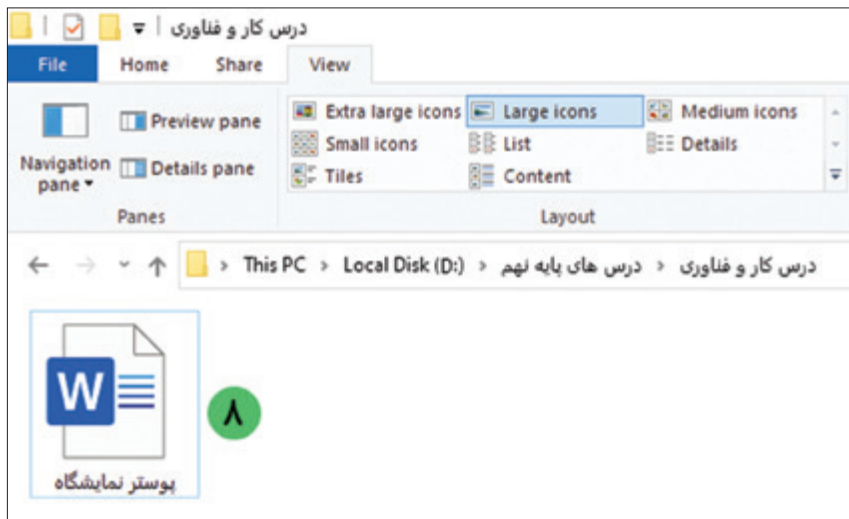 درس کار و فناوری
File Home Share View
Navigation pane
Preview pane
Details pane
Panes
Extra large icons Large icons Medium icons
Small icons List Details
Tiles Content
Layout
This PC > Local Disk (D:) > درس های پایه نهم > درس کار و فناوری
W
۸
پوستر نمایشگاه